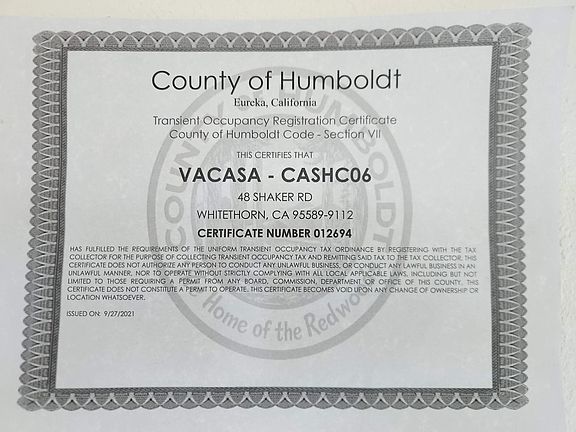 County of Humboldt
Eureka, California
Transient Occupancy Registration Certificate
County of Humboldt Code - Section VII
THIS CERTIFIES THAT
VACASA - CASHC06
48 SHAKER RD
WHITETHORN, CA 95589-9112
CERTIFICATE NUMBER 012694
HAS FULFILLED THE REQUIREMENTS OF THE UNIFORM TRANSIENT OCCUPANCY TAX ORDINANCE BY REGISTERING WITH THE TAX
COLLECTOR FOR THE PURPOSE OF COLLECTING TRANSIENT OCCUPANCY TAX AND REMITTING SAID TAX TO THE TAX COLLECTOR. THIS
CERTIFICATE DOES NOT AUTHORIZE ANY PERSON TO CONDUCT ANY UNLAWFUL BUSINESS, OR CONDUCT ANY LAWFUL BUSINESS IN AN
UNLAWFUL MANNER, NOR TO OPERATE WITHOUT STRICTLY COMPLYING WITH ALL LOCAL APPLICABLE LAWS, INCLUDING BUT NOT
LIMITED TO THOSE REQUIRING A PERMIT FROM ANY BOARD, COMMISSION, DEPARTMENT OR OFFICE OF THIS COUNTY. THIS
CERTIFICATE DOES NOT CONSTITUTE A PERMIT TO OPERATE. THIS CERTIFICATE BECOMES VOID UPON ANY CHANGE OF OWNERSHIP OR
LOCATION WHATSOEVER.
ISSUED ON: 9/27/2021
COUNTY OF HUMBOLDT
Home of the Redwoods